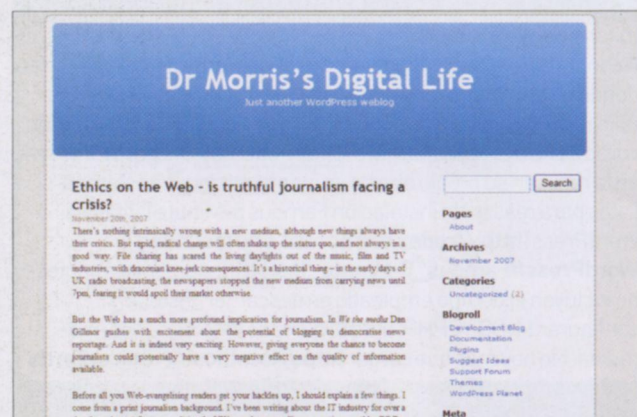 Dr Morris's Digital Life
Just another WordPress weblog
Ethics on the Web - is truthful journalism facing a
crisis?
November 20th, 2007
There's nothing intrinsically wrong with a new medium, although new things always have
their critics. But rapid, radical change will often shake up the status quo, and not always in a
good way. File sharing has scared the living daylights out of the music, film and TV
industries, with draconian knee-jerk consequences. It's a historical thing – in the early days of
UK radio broadcasting, the newspapers stopped the new medium from carrying news until
7pm, fearing it would spoil their market otherwise.
But the Web has a much more profound implication for journalism. In We the media Dan
Gillmor gushes with excitement about the potential of blogging to democratise news
reportage. And it is indeed very exciting. However, giving everyone the chance to become
journalists could potentially have a very negative effect on the quality of information
available.
Before all you Web-evangelising readers get your hackles up, I should explain a few things. I
come from a print journalism background. I've been writing about the IT industry for over a
Search
Pages
About
Archives
November 2007
Categories
Uncategorized (2)
Blogroll
Development Blog
Documentation
Plugins
Suggest Ideas
Support Forum
Themes
WordPress Planet
Meta